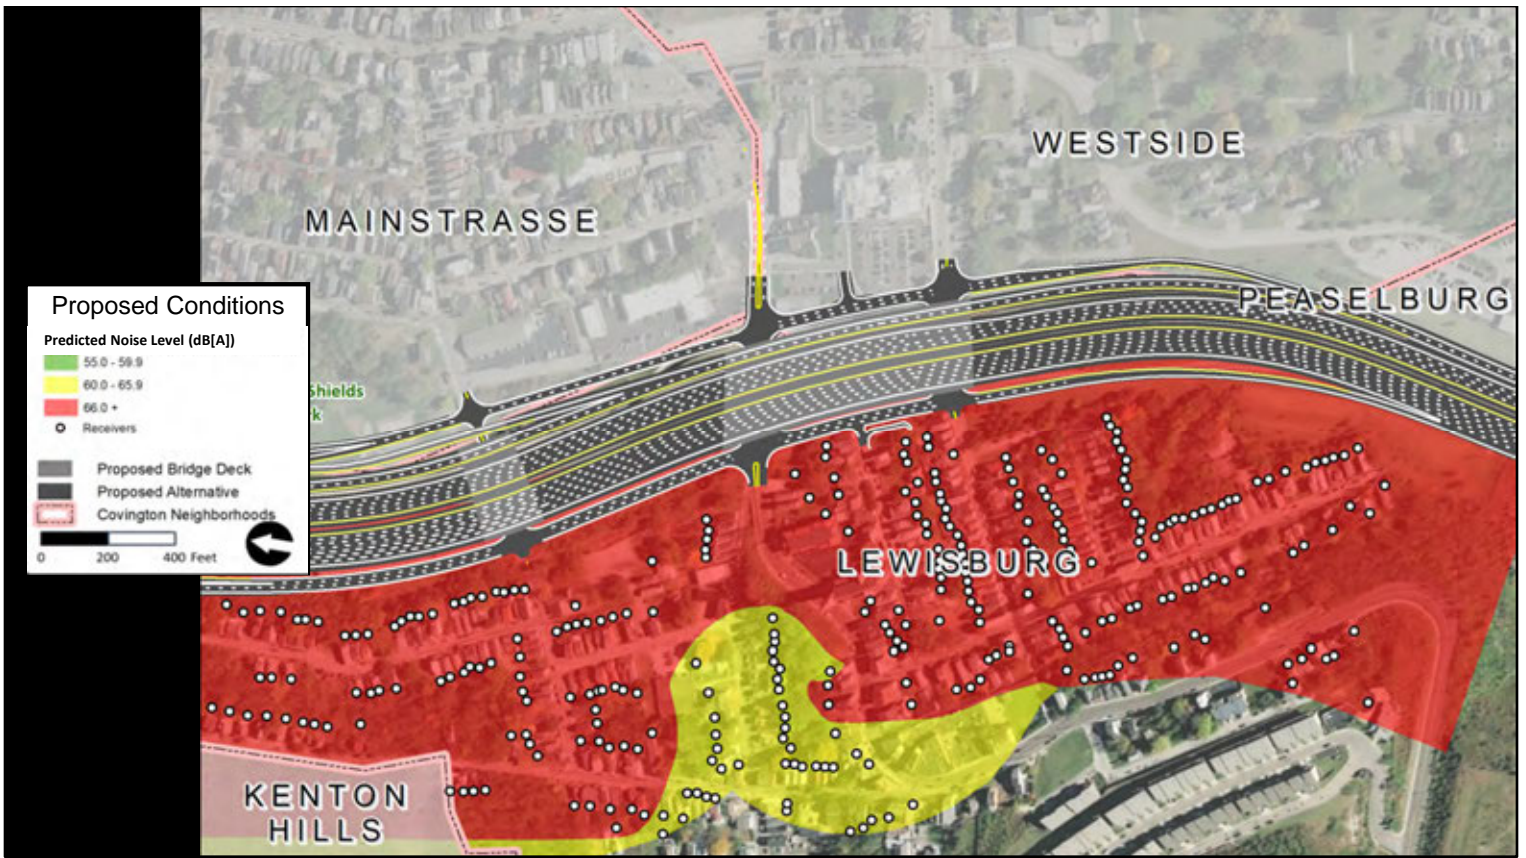 WESTSIDE
MAINSTRASSE
PEASELBURG
Proposed Conditions
Predicted Noise Level (dB[A])
55.0 - 59.9
60.0 - 65.9
66.0 +
Receivers
Proposed Bridge Deck
Proposed Alternative
Covington Neighborhoods
0 200 400 Feet
Shields
k
LEWISBURG
KENTON
HILLS